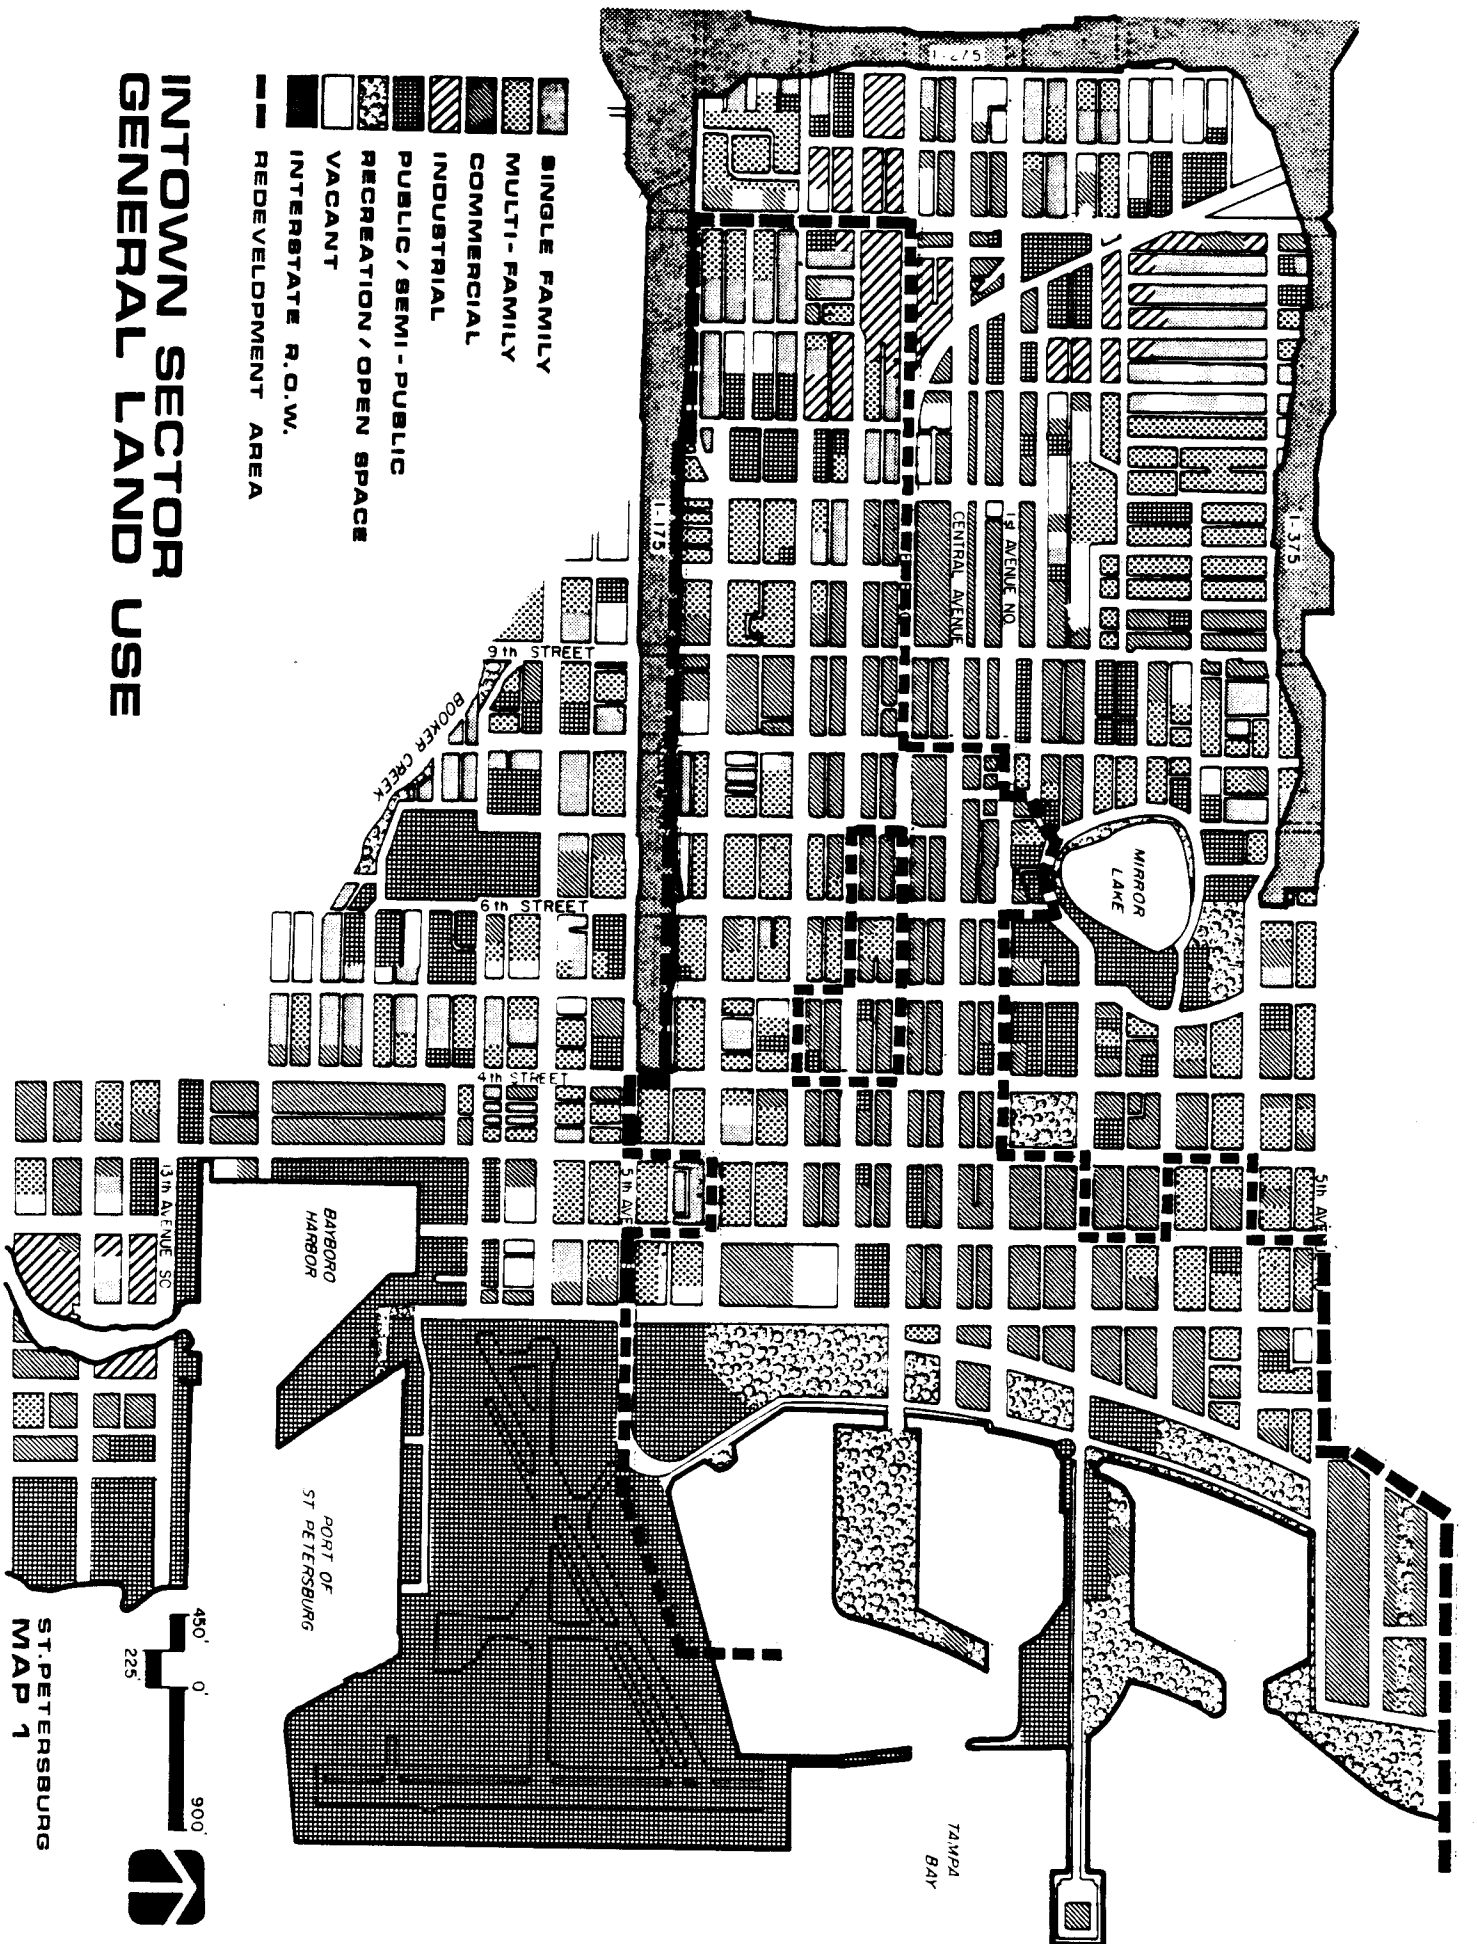 INTOWN SECTOR
GENERAL LAND USE
SINGLE FAMILY
MULTI-FAMILY
COMMERCIAL
INDUSTRIAL
PUBLIC/SEMI-PUBLIC
RECREATION/OPEN SPACE
VACANT
INTERSTATE R.O.W.
REDEVELOPMENT AREA
I-275
I-375
I-175
1st AVENUE NO.
CENTRAL AVENUE
9th STREET
BOOKER CREEK
MIRROR
LAKE
6th STREET
4th STREET
5th AVE
5th AVENUE
13th AVENUE SO
BAYBORO
HARBOR
PORT OF
ST PETERSBURG
TAMPA
BAY
450'
225'
0'
900'
ST. PETERSBURG
MAP 1